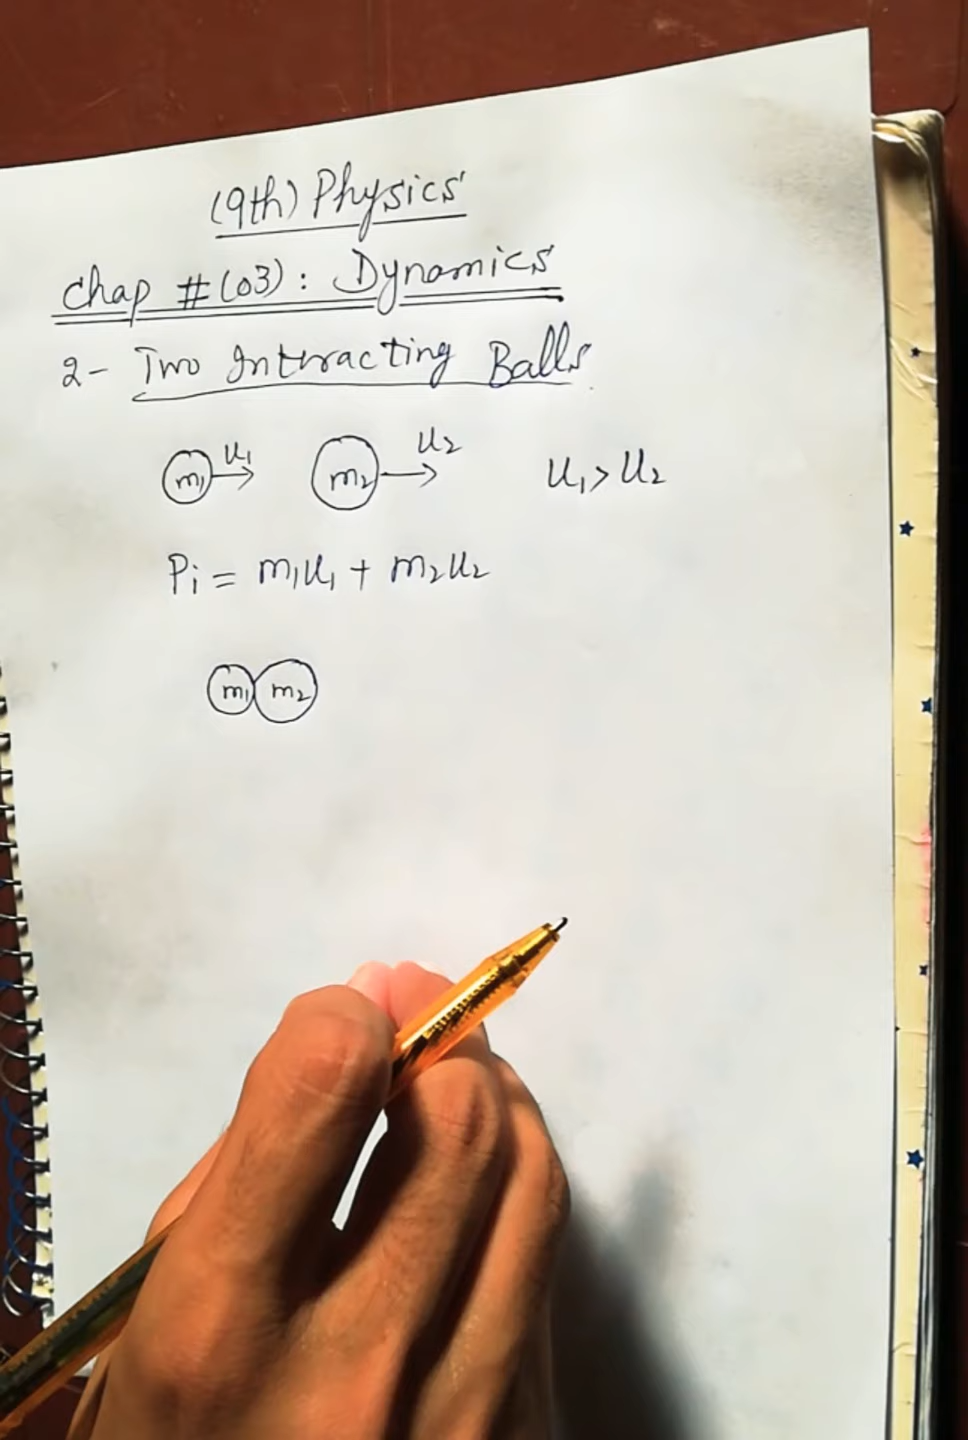 (9th) Physics
Chap # (03): Dynamics
2- Two Interacting Balls
m₁ U₁ m₂ U₂ U₁ > U₂
Pi = m₁U₁ + m₂U₂
m₁ m₂